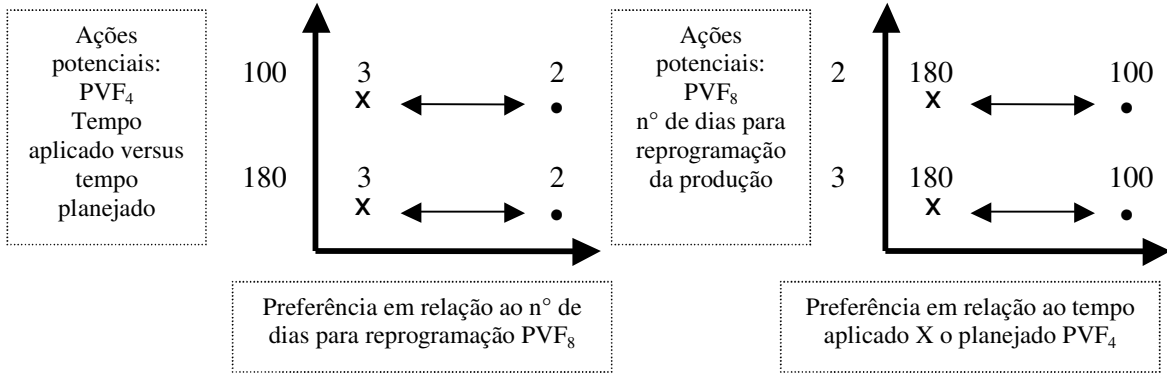 Ações
potenciais:
PVF4
Tempo
aplicado versus
tempo
planejado
100 3 2
X •
180 3 2
X •
Preferência em relação ao n° de
dias para reprogramação PVF8
Ações
potenciais:
PVF8
n° de dias para
reprogramação
da produção
2 180 100
X •
3 180 100
X •
Preferência em relação ao tempo
aplicado X o planejado PVF4